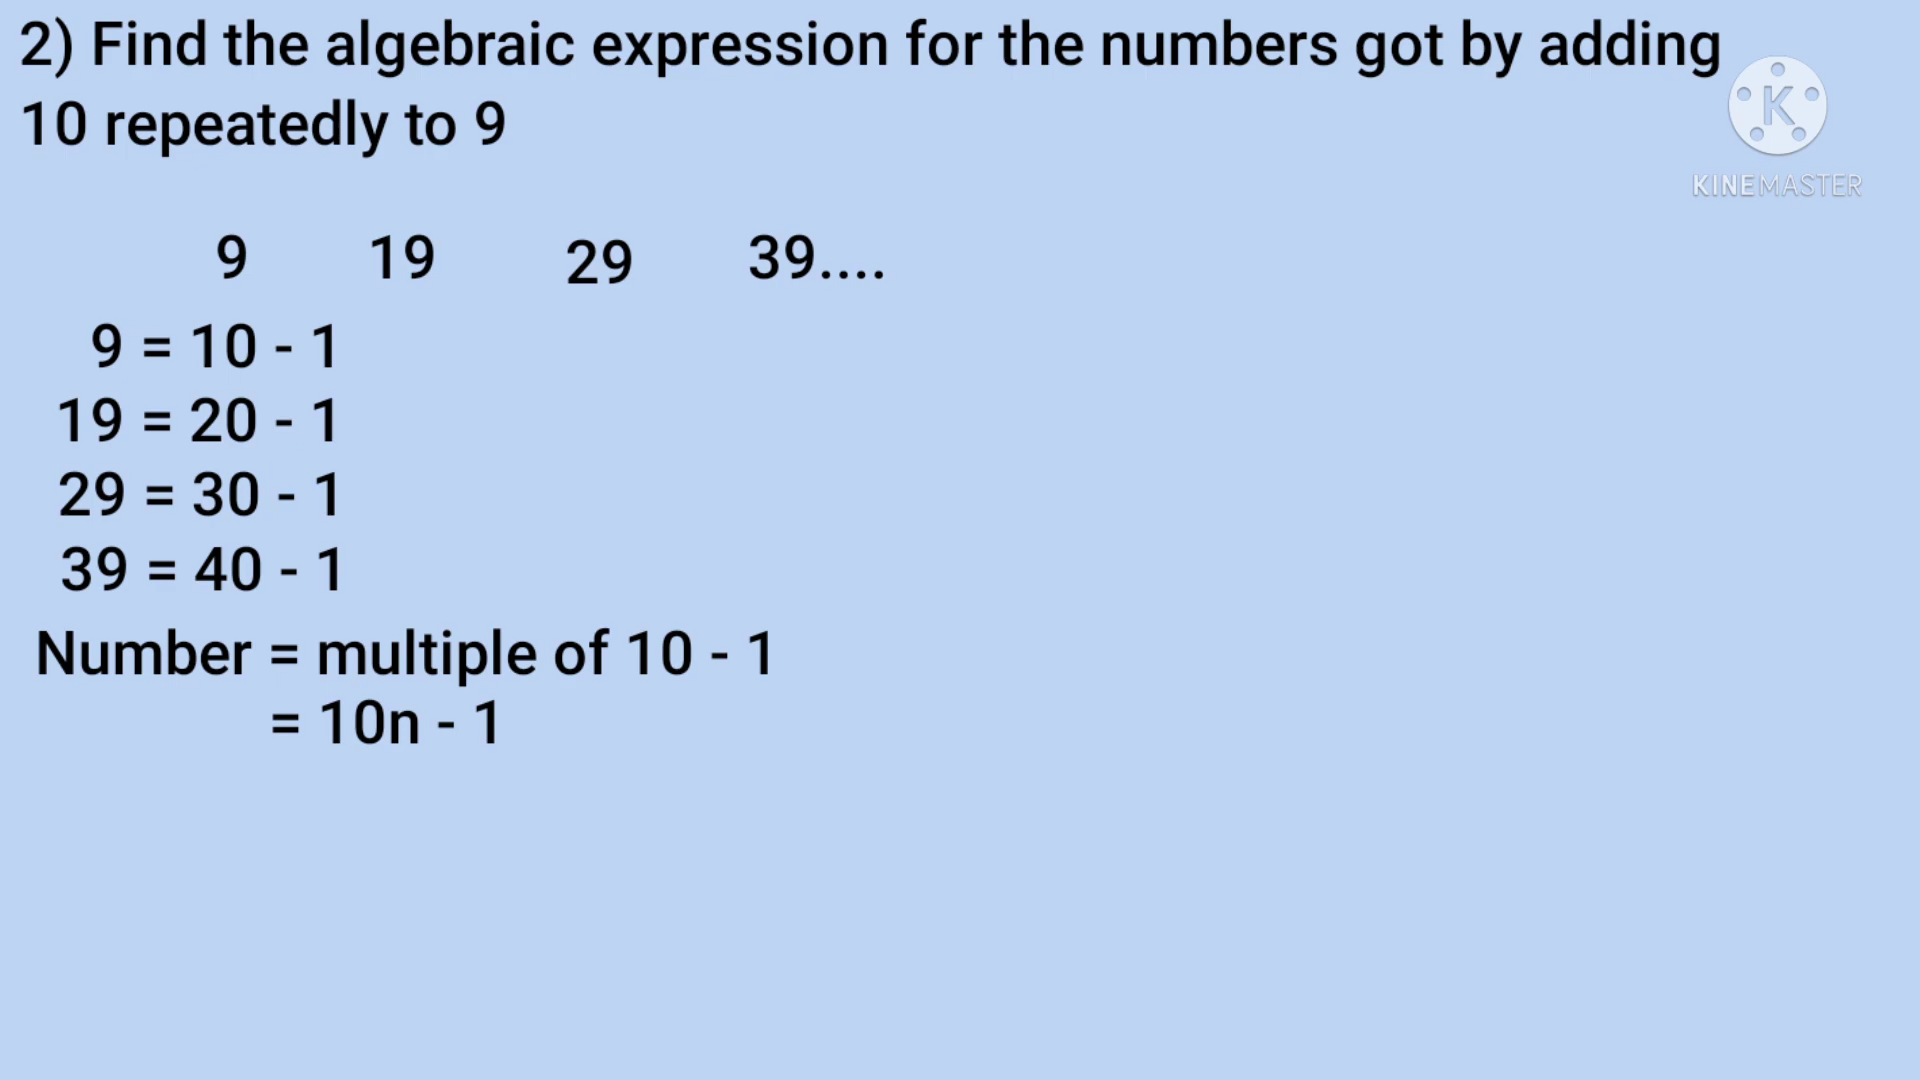 2) Find the algebraic expression for the numbers got by adding
10 repeatedly to 9
K
KINEMASTER
9 19 29 39....
9 = 10 - 1
19 = 20 - 1
29 = 30 - 1
39 = 40 - 1
Number = multiple of 10 - 1
= 10n - 1